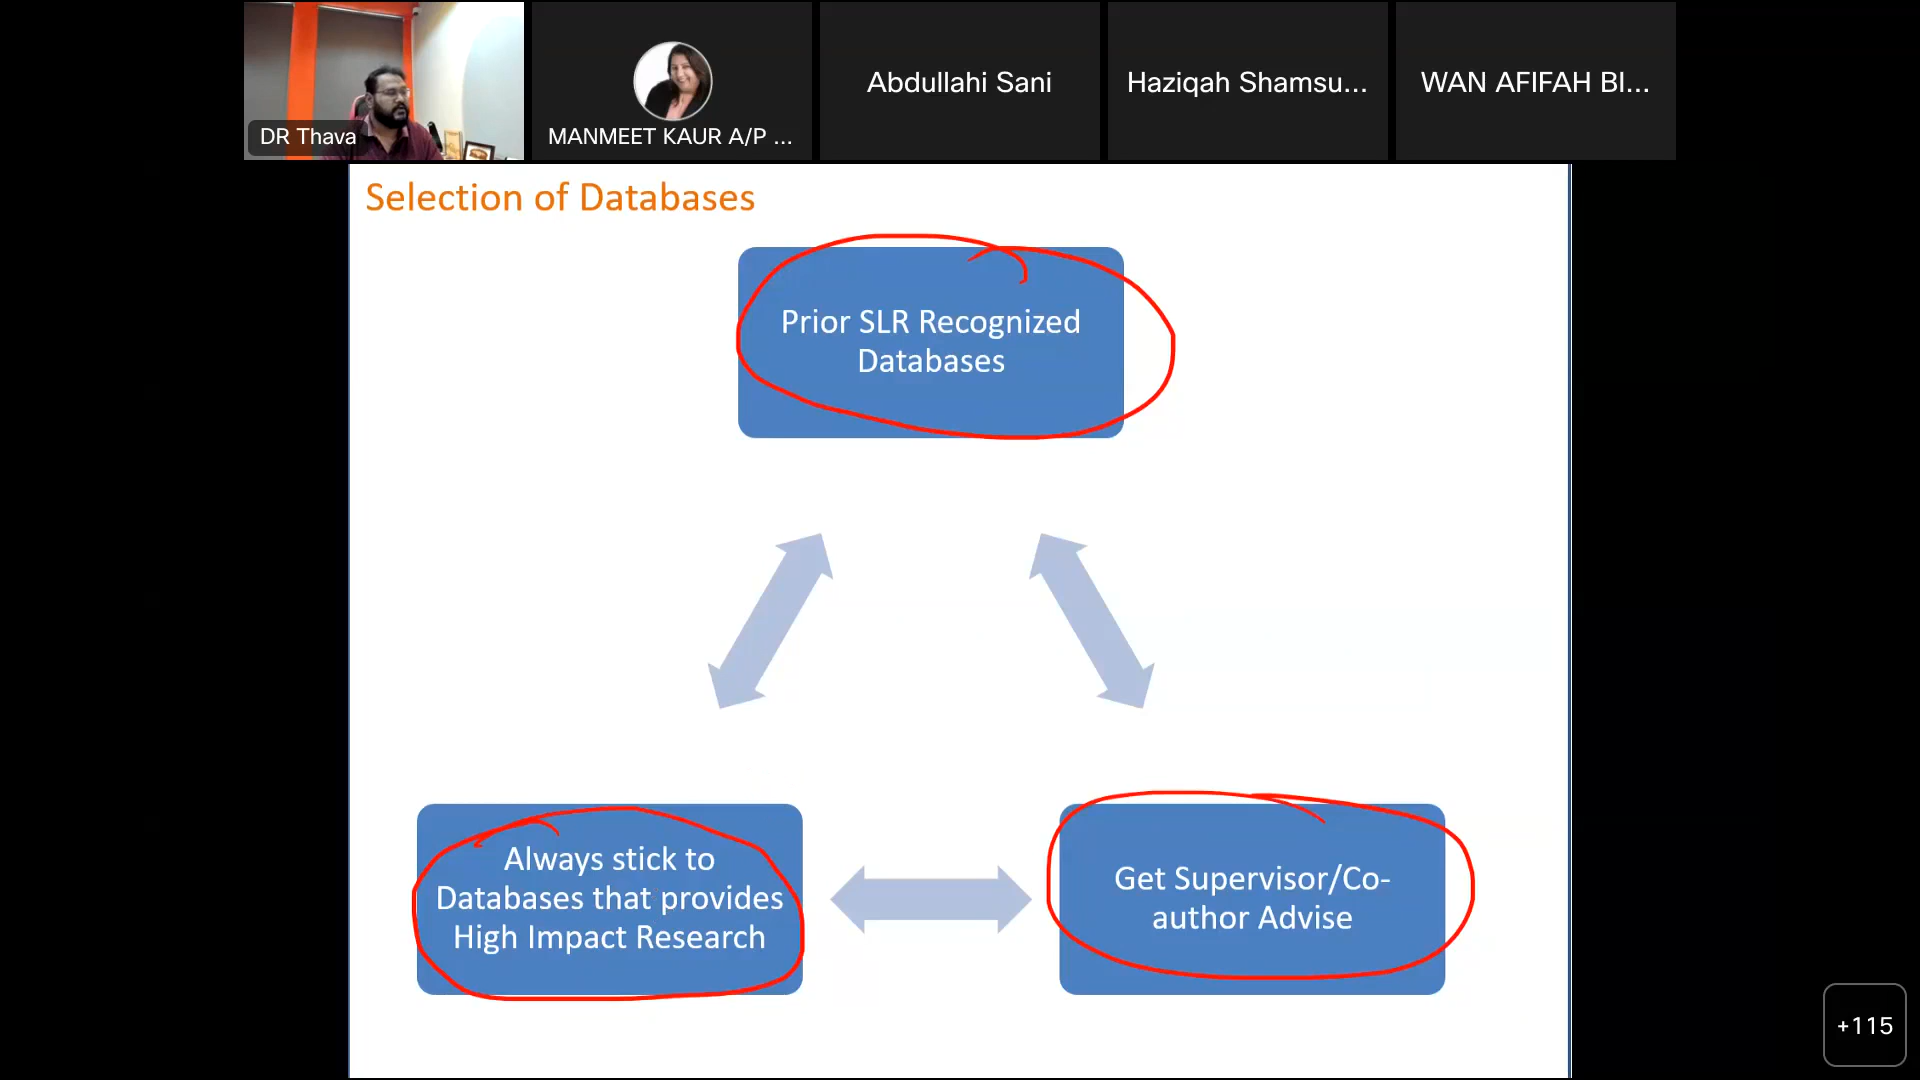 DR Thava
MANMEET KAUR A/P ...
Abdullahi Sani
Haziqah Shamsu...
WAN AFIFAH BI...
Selection of Databases
Prior SLR Recognized
Databases
Always stick to
Databases that provides
High Impact Research
Get Supervisor/Co-
author Advise
+115